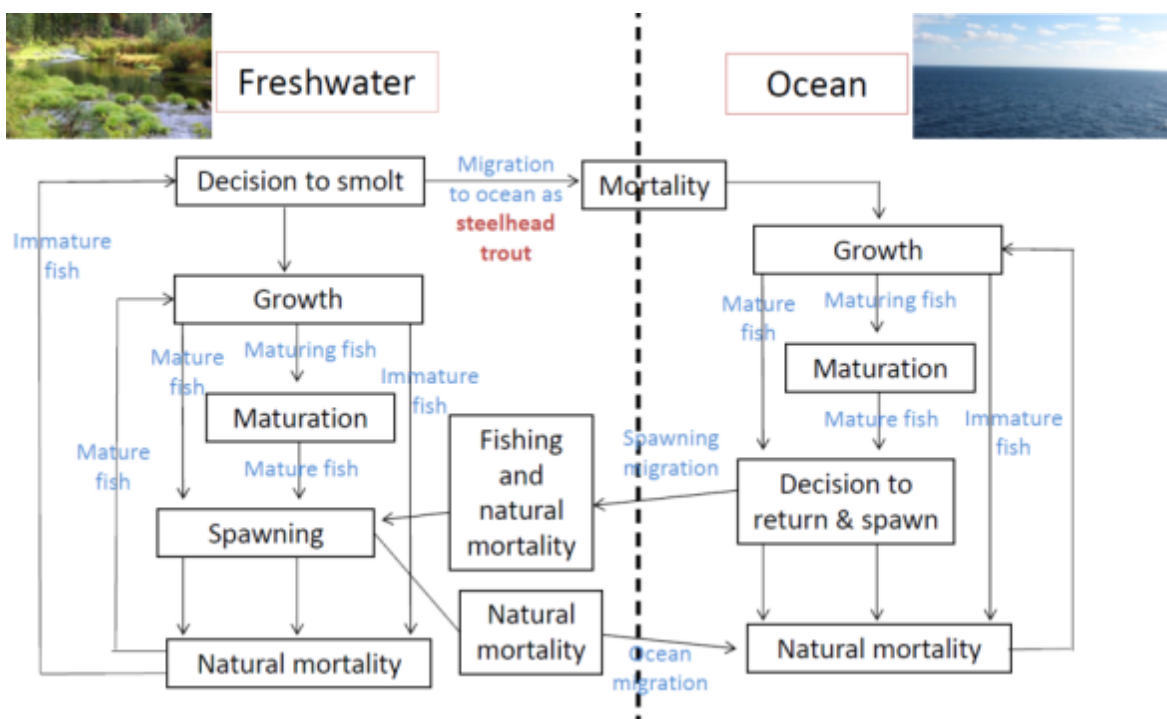 Freshwater
Ocean
Decision to smolt
Migration
to ocean as
steelhead
trout
Mortality
Immature
fish
Growth
Growth
Mature
fish
Maturing fish
Immature
fish
Mature
fish
Maturing fish
Maturation
Maturation
Mature
fish
Mature fish
Mature fish
Immature
fish
Fishing
and
natural
mortality
Spawning
migration
Decision to
return & spawn
Spawning
Natural
mortality
Ocean
migration
Natural mortality
Natural mortality